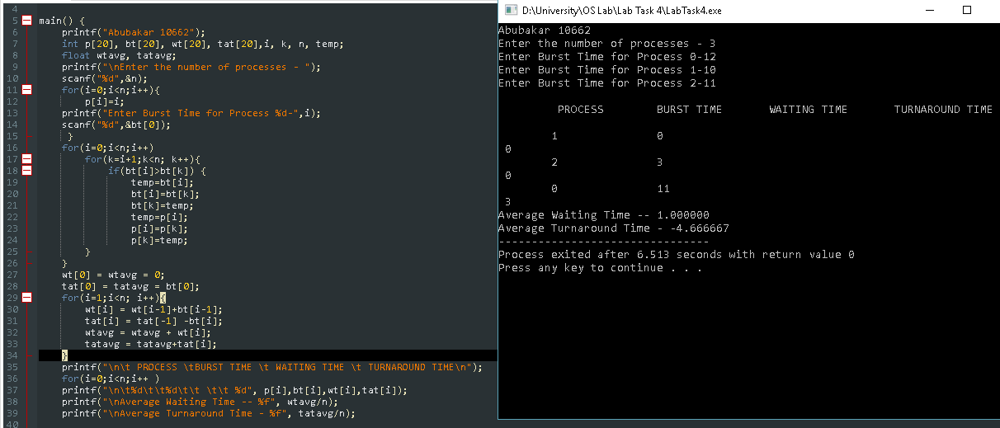 4
5 main() {
6 printf("Abubakar 10662");
7 int p[20], bt[20], wt[20], tat[20],i, k, n, temp;
8 float wtavg, tatavg;
9 printf("\nEnter the number of processes - ");
10 scanf("%d",&n);
11 for(i=0;i<n;i++){
12 p[i]=i;
13 printf("Enter Burst Time for Process %d-",i);
14 scanf("%d",&bt[0]);
15 }
16 for(i=0;i<n;i++)
17 for(k=i+1;k<n; k++){
18 if(bt[i]>bt[k]) {
19 temp=bt[i];
20 bt[i]=bt[k];
21 bt[k]=temp;
22 temp=p[i];
23 p[i]=p[k];
24 p[k]=temp;
25 }
26 }
27 wt[0] = wtavg = 0;
28 tat[0] = tatavg = bt[0];
29 for(i=1;i<n; i++){
30 wt[i] = wt[i-1]+bt[i-1];
31 tat[i] = tat[-1] -bt[i];
32 wtavg = wtavg + wt[i];
33 tatavg = tatavg+tat[i];
34 }
35 printf("\n\t PROCESS \tBURST TIME \t WAITING TIME \t TURNAROUND TIME\n");
36 for(i=0;i<n;i++ )
37 printf("\n\t%d\t\t%d\t\t \t\t %d", p[i],bt[i],wt[i],tat[i]);
38 printf("\nAverage Waiting Time -- %f", wtavg/n);
39 printf("\nAverage Turnaround Time - %f", tatavg/n);
40
D:\University\OS Lab\Lab Task 4\LabTask4.exe
Abubakar 10662
Enter the number of processes - 3
Enter Burst Time for Process 0-12
Enter Burst Time for Process 1-10
Enter Burst Time for Process 2-11
PROCESS BURST TIME WAITING TIME TURNAROUND TIME
1 0
0
2 3
0
0 11
3
Average Waiting Time -- 1.000000
Average Turnaround Time - -4.666667
--------------------------------
Process exited after 6.513 seconds with return value 0
Press any key to continue . . .